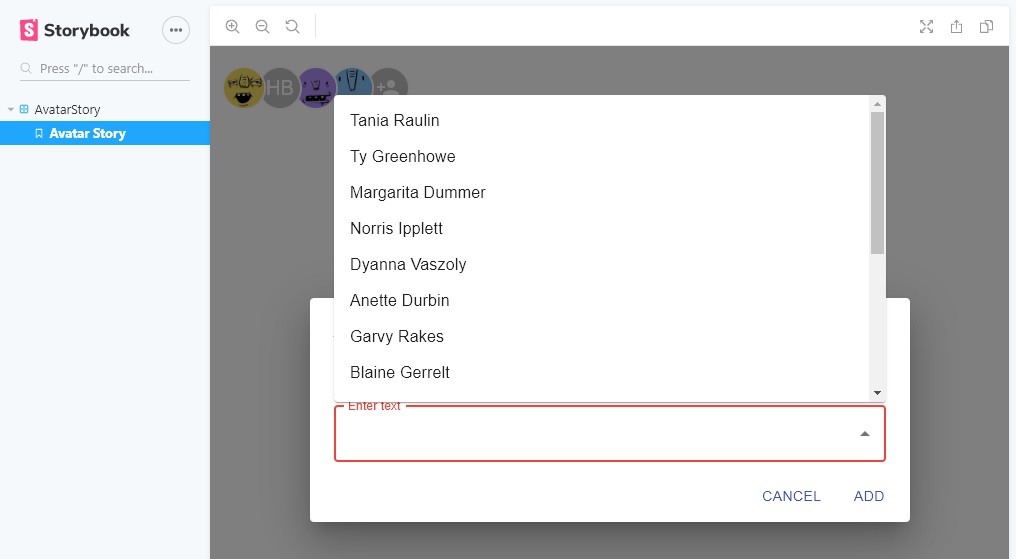 Storybook
Press "/" to search...
AvatarStory
Avatar Story
HB
Tania Raulin
Ty Greenhowe
Margarita Dummer
Norris Ipplett
Dyanna Vaszoly
Anette Durbin
Garvy Rakes
Blaine Gerrelt
Enter text
CANCEL
ADD